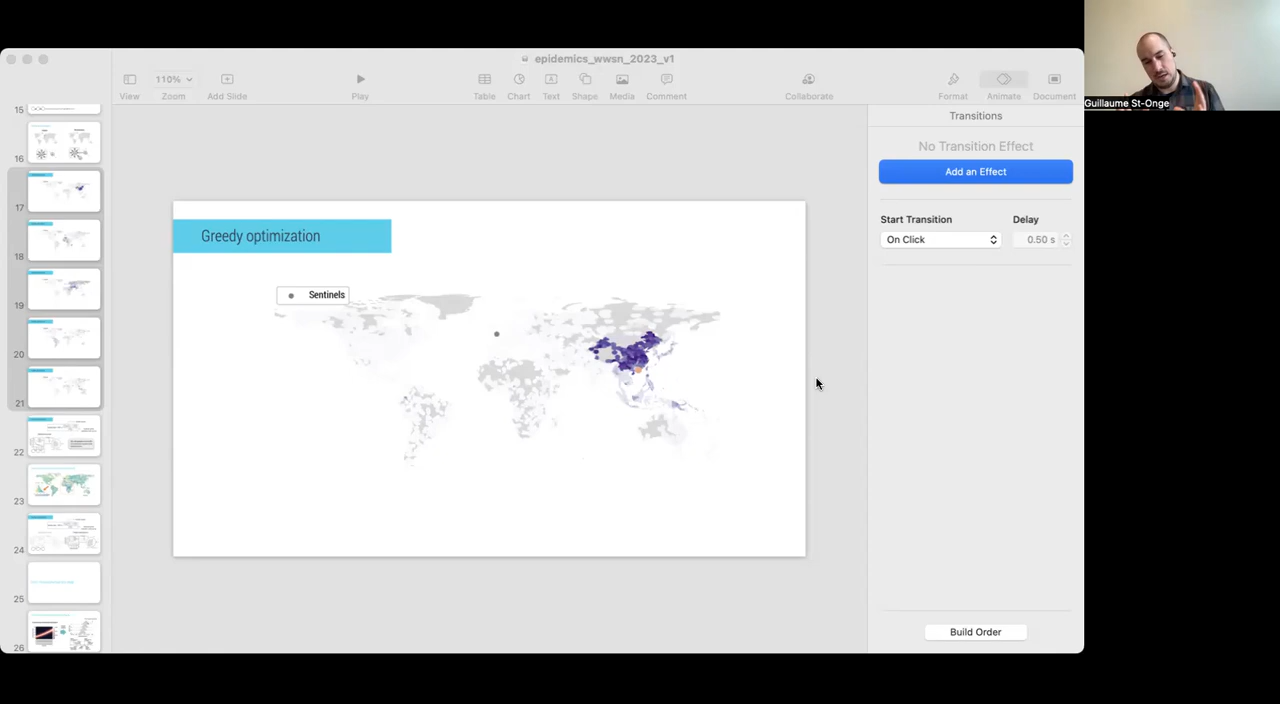 epidemics_wwsn_2023_v1
110%
View
Zoom
Add Slide
Play
Table
Chart
Text
Shape
Media
Comment
Collaborate
Format
Animate
Document
Guillaume St-Onge
15
16
17
18
19
20
21
22
23
24
25
26
Greedy optimization
Sentinels
Transitions
No Transition Effect
Add an Effect
Start Transition
Delay
On Click
0.50 s
Build Order